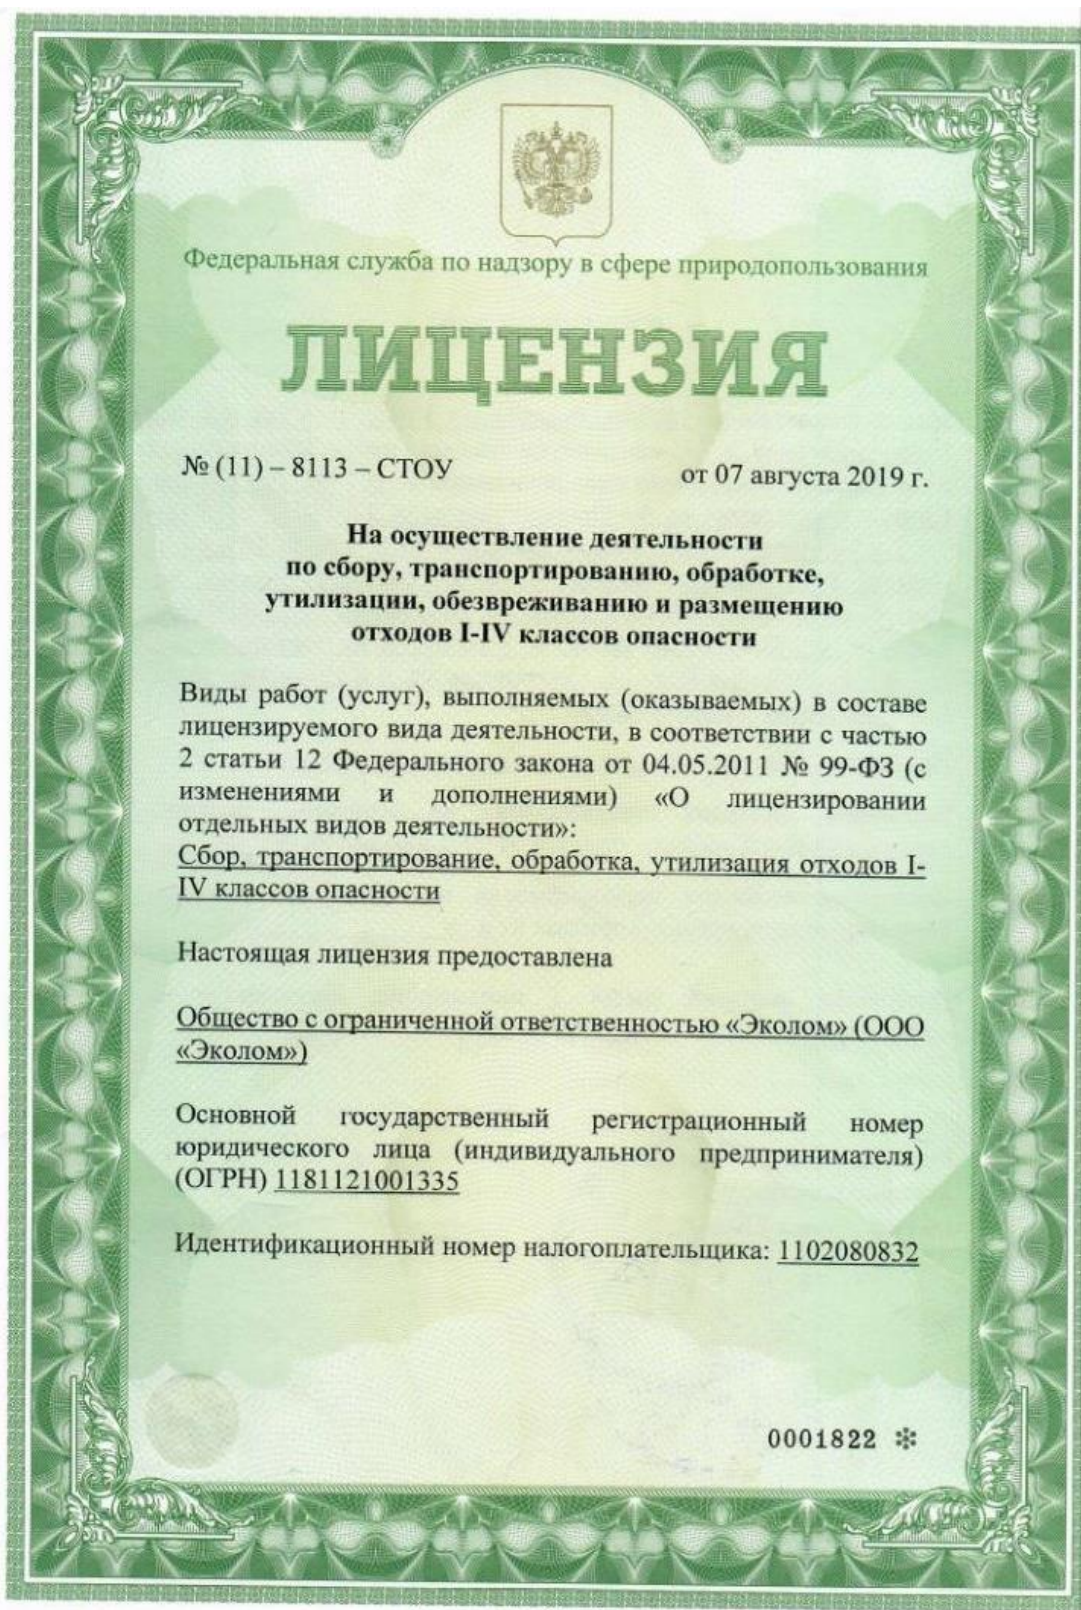 Федеральная служба по надзору в сфере природопользования
ЛИЦЕНЗИЯ
№ (11) – 8113 – СТОУ от 07 августа 2019 г.
На осуществление деятельности
по сбору, транспортированию, обработке,
утилизации, обезвреживанию и размещению
отходов I-IV классов опасности
Виды работ (услуг), выполняемых (оказываемых) в составе
лицензируемого вида деятельности, в соответствии с частью
2 статьи 12 Федерального закона от 04.05.2011 № 99-ФЗ (с
изменениями и дополнениями) «О лицензировании
отдельных видов деятельности»:
Сбор, транспортирование, обработка, утилизация отходов I-
IV классов опасности
Настоящая лицензия предоставлена
Общество с ограниченной ответственностью «Эколом» (ООО
«Эколом»)
Основной государственный регистрационный номер
юридического лица (индивидуального предпринимателя)
(ОГРН) 1181121001335
Идентификационный номер налогоплательщика: 1102080832
0001822 ❇